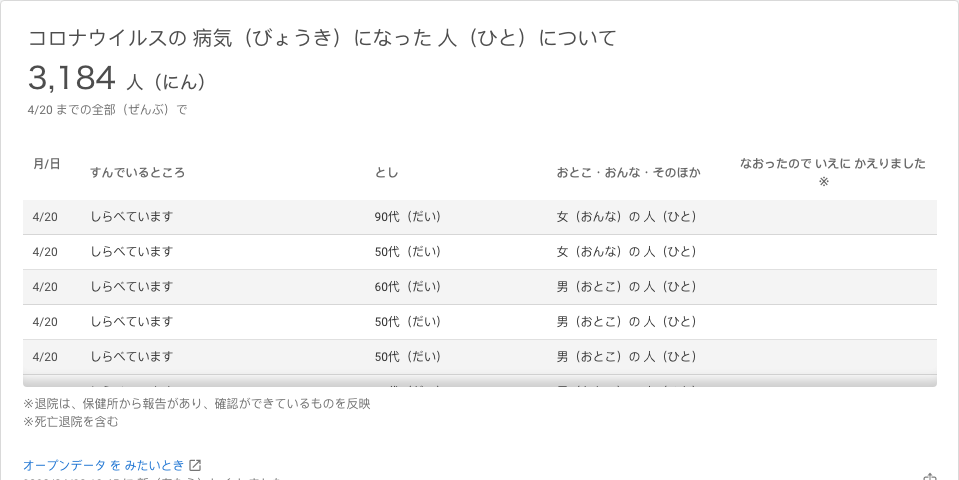 コロナウイルスの 病気（びょうき）になった 人（ひと）について
3,184 人（にん）
4/20 までの全部（ぜんぶ）で
月/日 すんでいるところ とし おとこ・おんな・そのほか なおったので いえに かえりました
※
4/20 しらべています 90代（だい） 女（おんな）の 人（ひと）
4/20 しらべています 50代（だい） 女（おんな）の 人（ひと）
4/20 しらべています 60代（だい） 男（おとこ）の 人（ひと）
4/20 しらべています 50代（だい） 男（おとこ）の 人（ひと）
4/20 しらべています 50代（だい） 男（おとこ）の 人（ひと）
※退院は、保健所から報告があり、確認ができているものを反映
※死亡退院を含む
オープンデータ を みたいとき